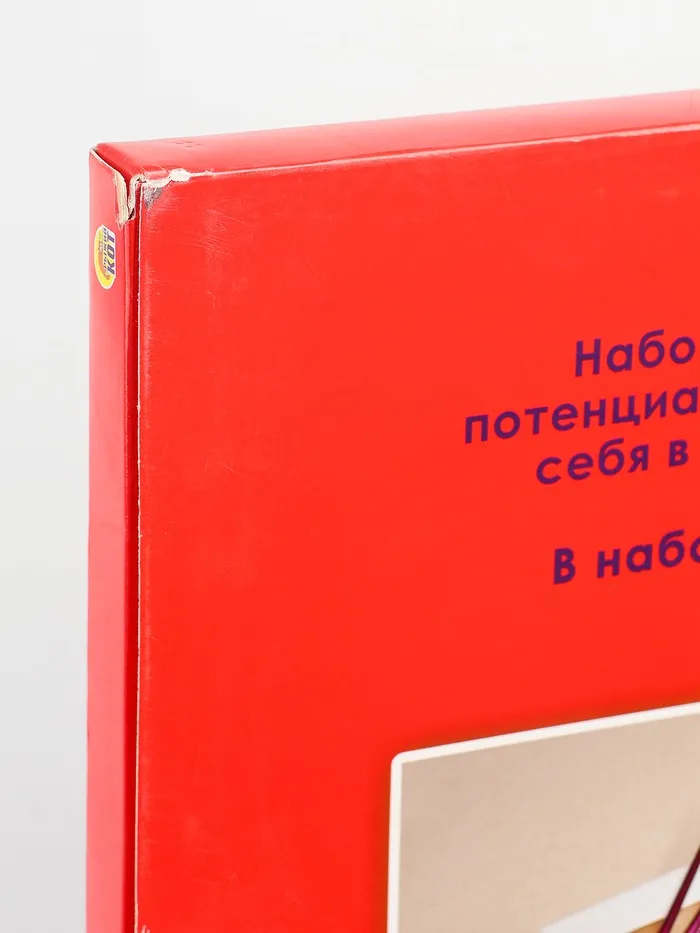 Набо
потенциа
себя в
В набо
КОТ